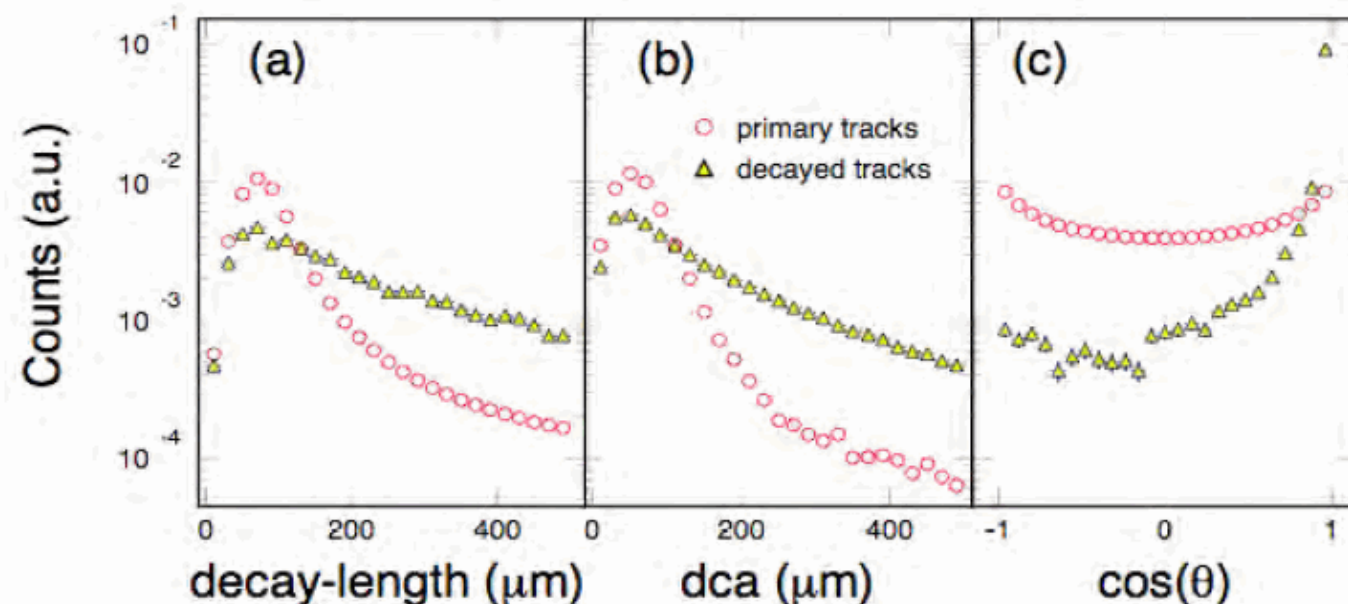 (a) (b) (c)
primary tracks
decayed tracks
Counts (a.u.)
10^-1
10^-2
10^-3
10^-4
0 200 400 0 200 400 -1 0 1
decay-length (μm) dca (μm) cos(θ)